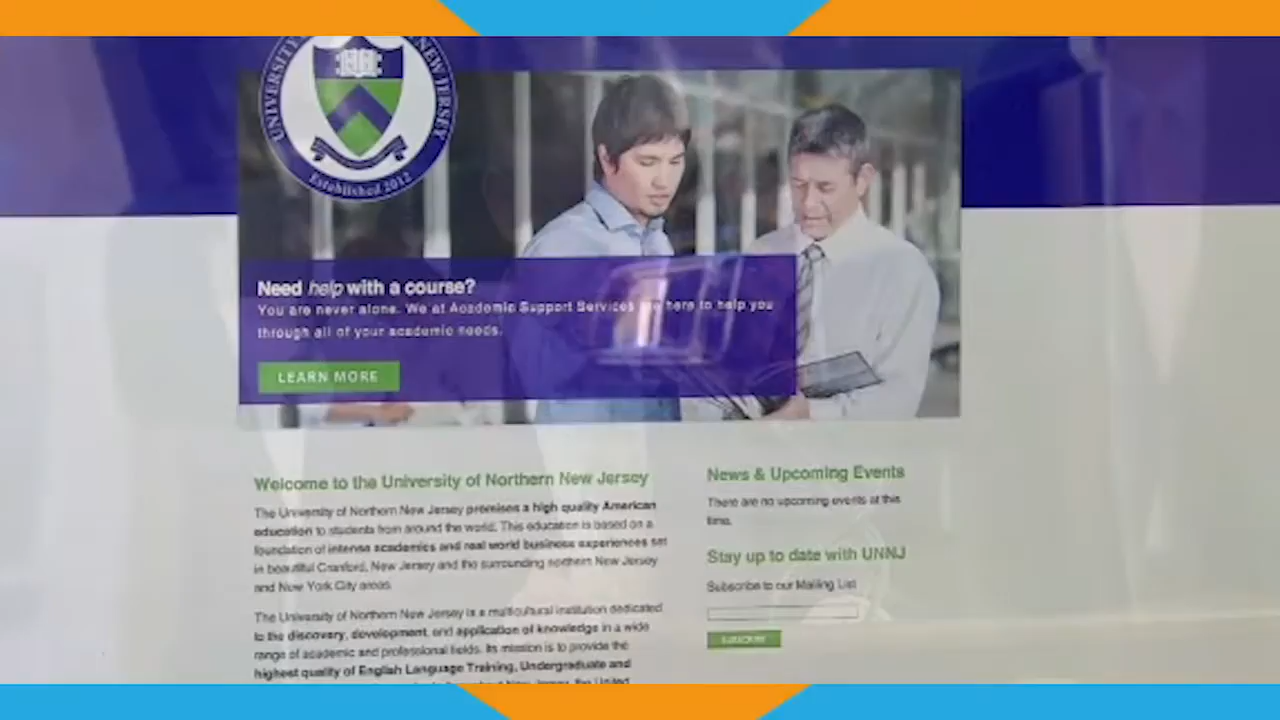 UNIVERSITY
NEW JERSEY
Established 2012
Need help with a course?
You are never alone. We at Academic Support Services are here to help you
through all of your academic needs.
LEARN MORE
Welcome to the University of Northern New Jersey
The University of Northern New Jersey premises a high quality American
education to students from around the world. This education is based on a
foundation of intense academics and real world business experiences set
in beautiful Cranford, New Jersey and the surrounding northern New Jersey
and New York City areas.
The University of Northern New Jersey is a multicultural institution dedicated
to the discovery, development, and application of knowledge in a wide
range of academic and professional fields. Its mission is to provide the
highest quality of English Language Training, Undergraduate and
New Jersey, the United
News & Upcoming Events
There are no upcoming events at this
time.
Stay up to date with UNNJ
Subscribe to our Mailing List
SUBSCRIBE